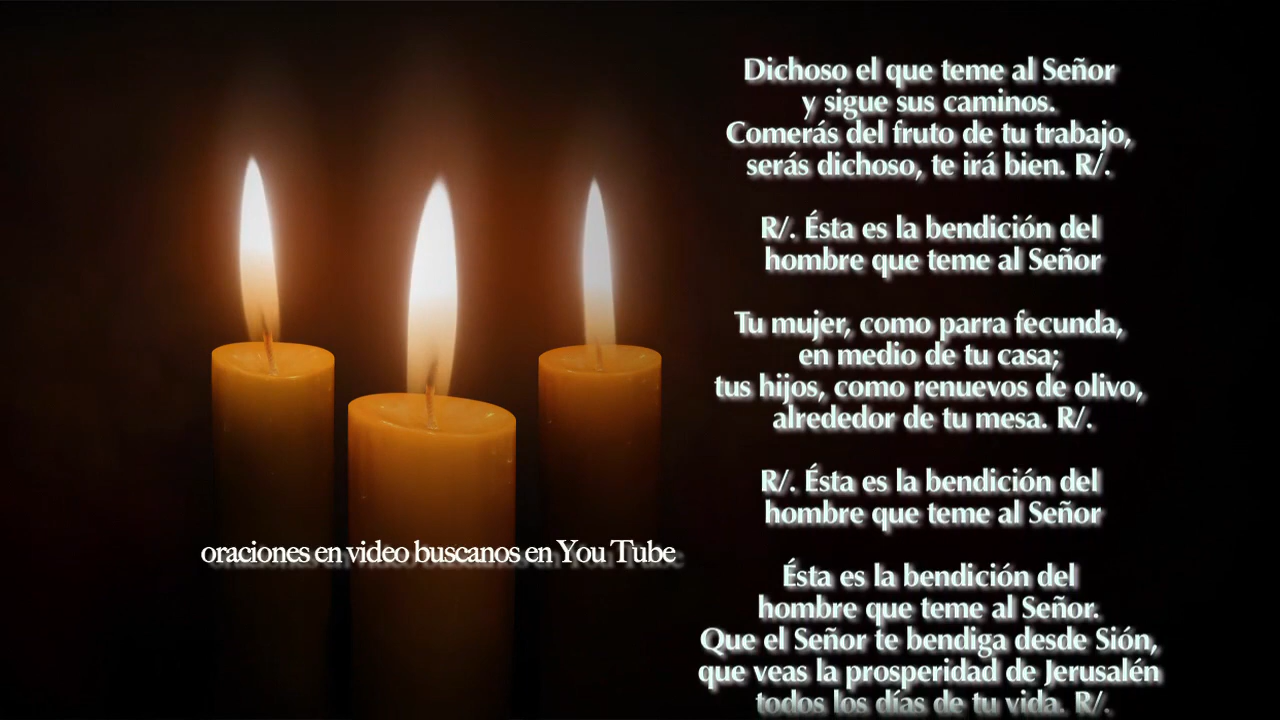 Dichoso el que teme al Señor
y sigue sus caminos.
Comerás del fruto de tu trabajo,
serás dichoso, te irá bien. R/.
R/. Ésta es la bendición del
hombre que teme al Señor
Tu mujer, como parra fecunda,
en medio de tu casa;
tus hijos, como renuevos de olivo,
alrededor de tu mesa. R/.
R/. Ésta es la bendición del
hombre que teme al Señor
Ésta es la bendición del
hombre que teme al Señor.
Que el Señor te bendiga desde Sión,
que veas la prosperidad de Jerusalén
todos los días de tu vida. R/.
oraciones en video buscanos en You Tube